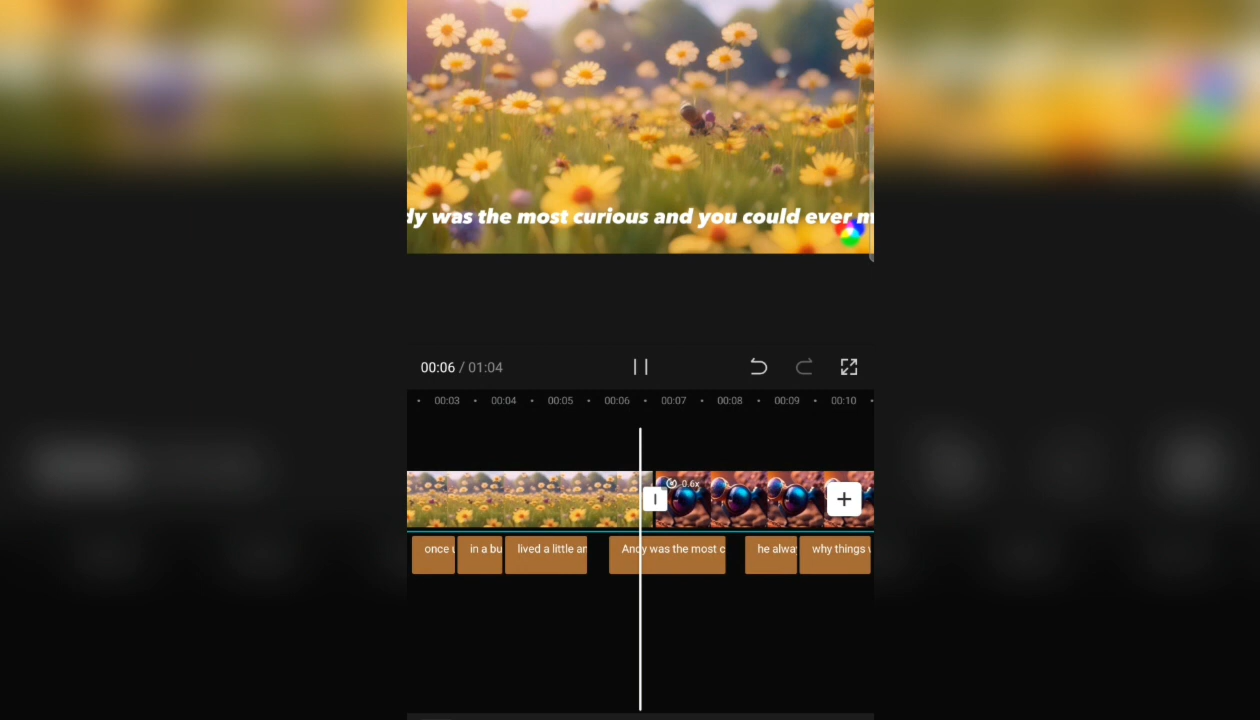 dy was the most curious and you could ever m
00:06 / 01:04
00:03 00:04 00:05 00:06 00:07 00:08 00:09 00:10
0.6x
once u in a bu lived a little an Andy was the most c he alway why things w